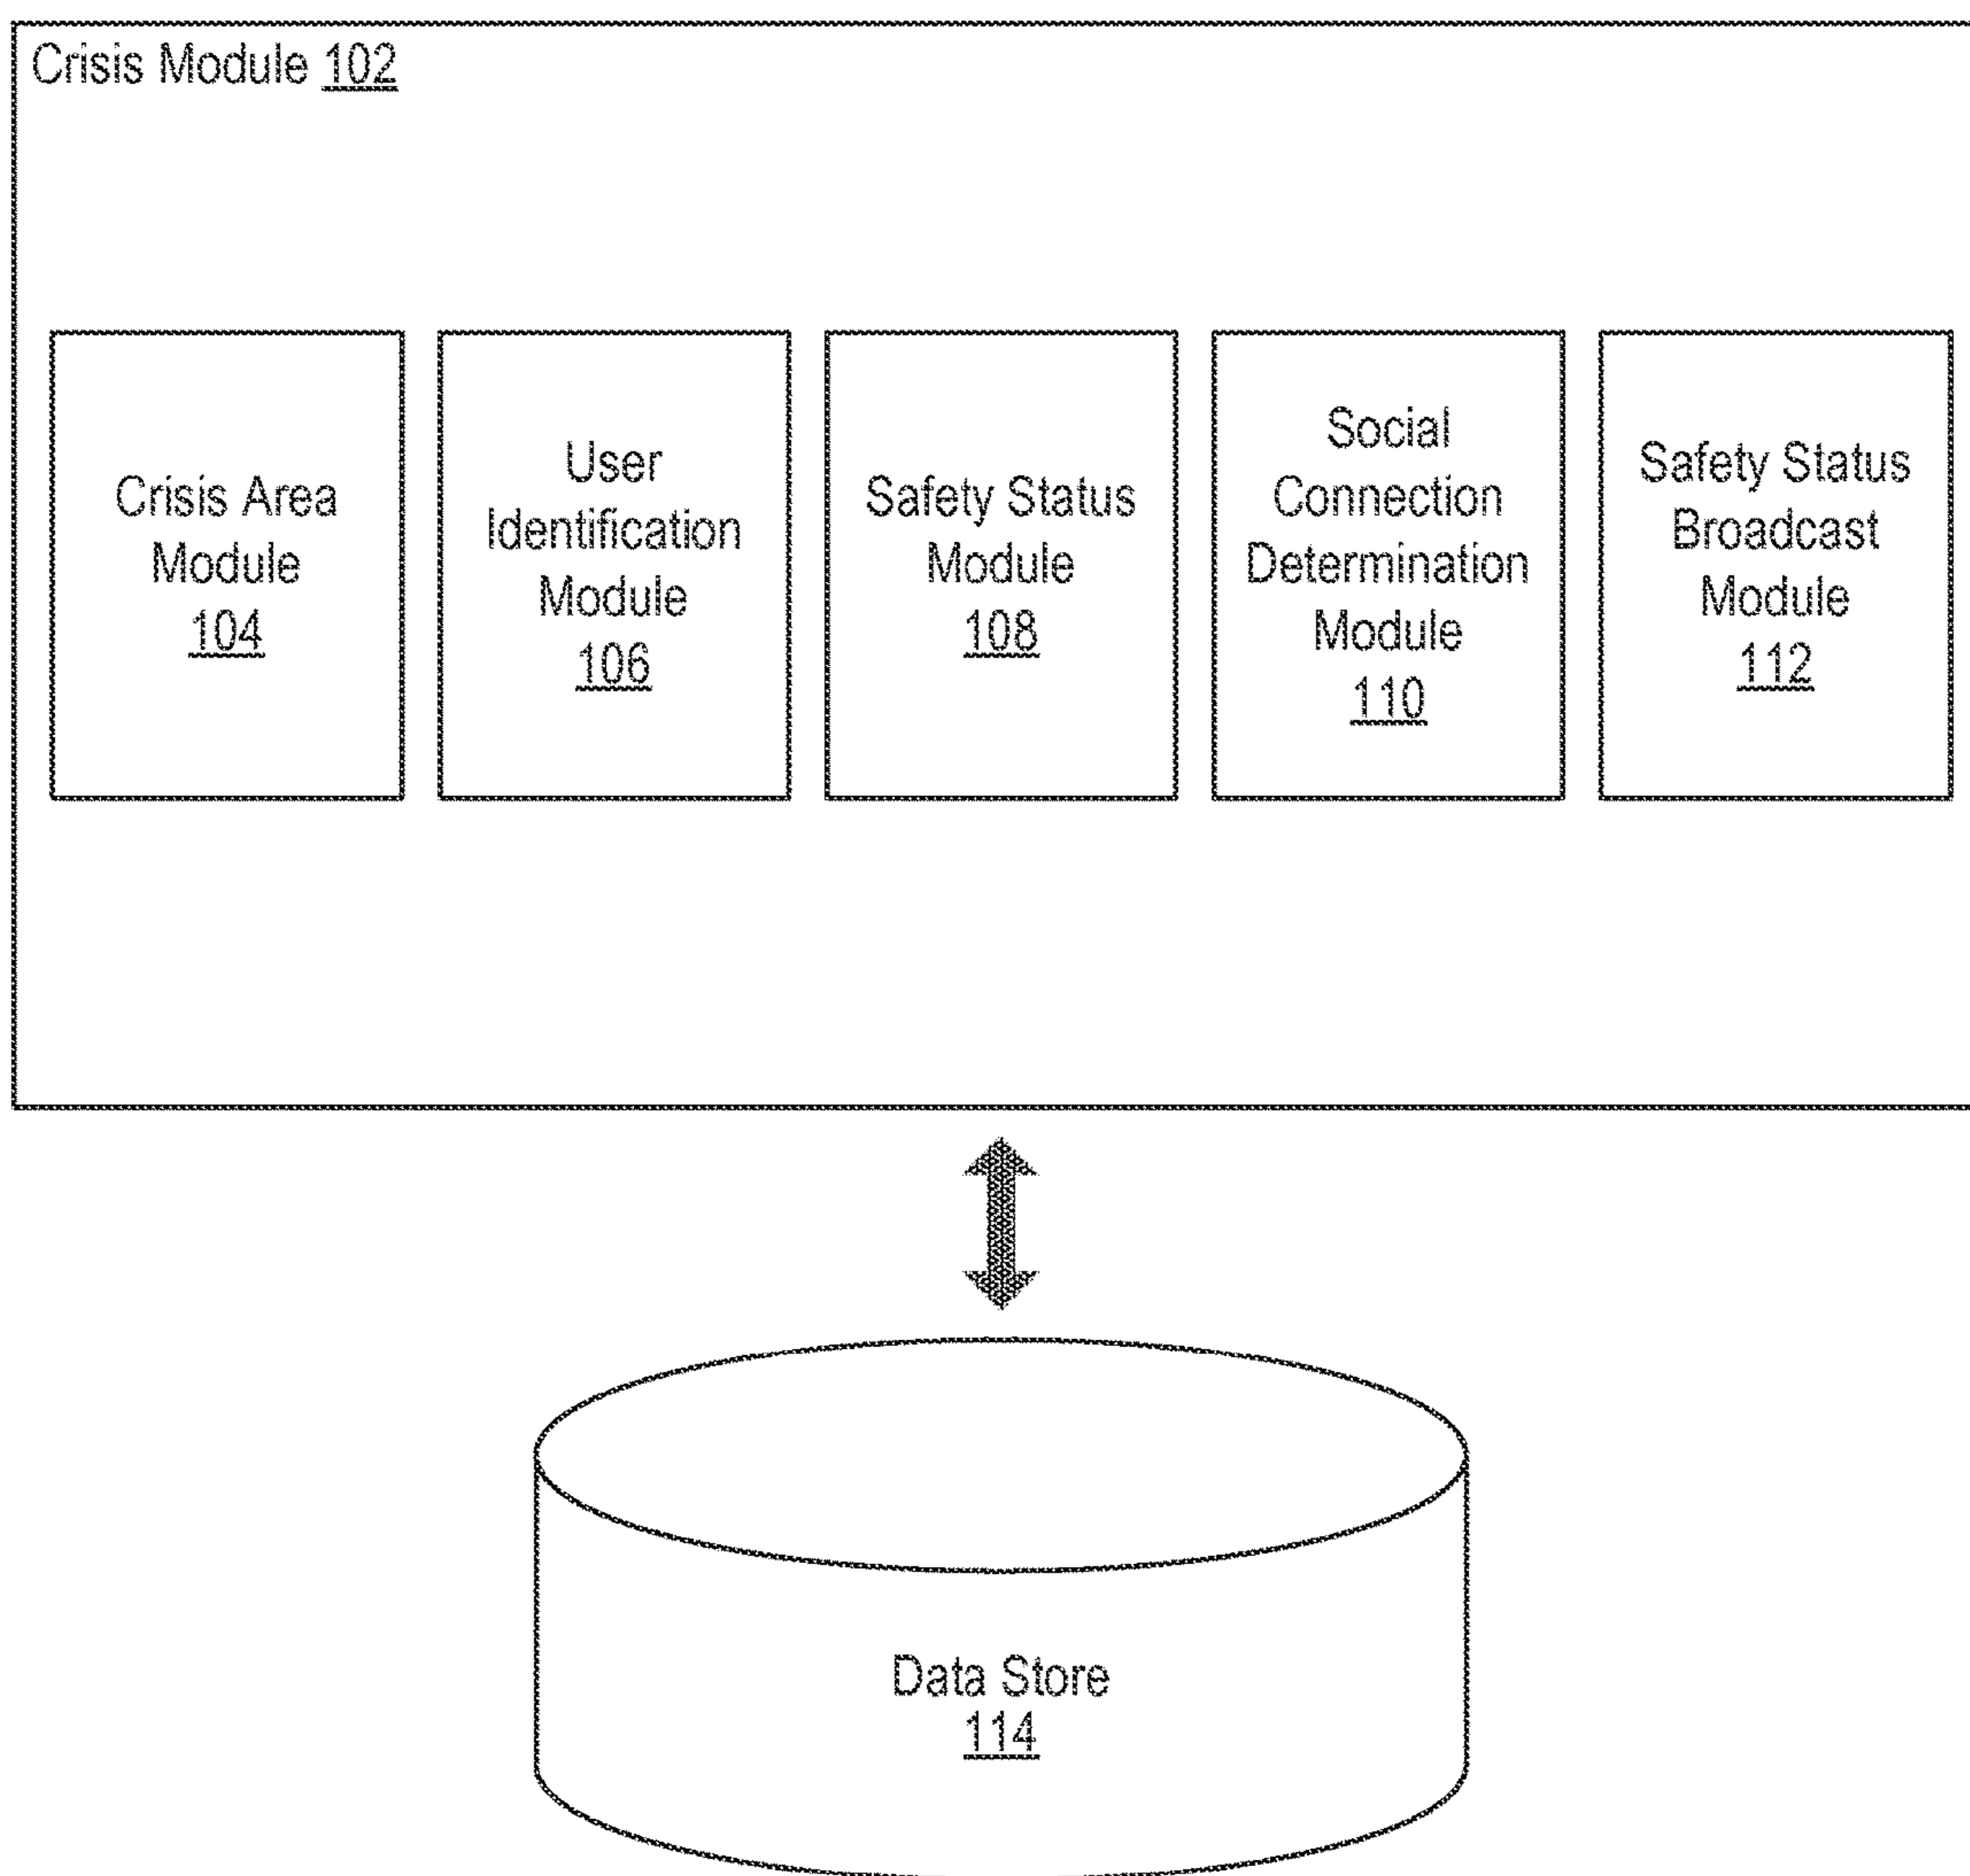 Crisis Module 102
Crisis Area
Module
104
User
Identification
Module
106
Safety Status
Module
108
Social
Connection
Determination
Module
110
Safety Status
Broadcast
Module
112
Data Store
114